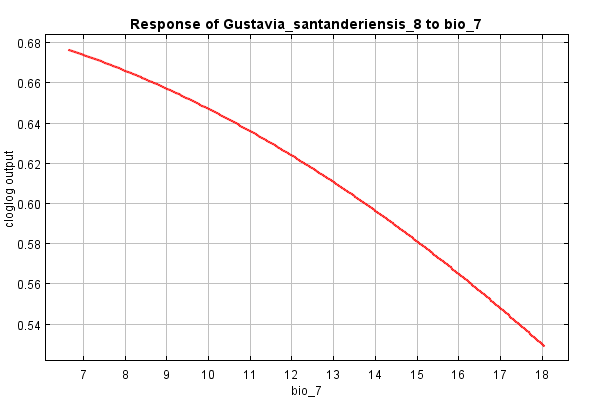 Response of Gustavia_santanderiensis_8 to bio_7
0.68
0.66
0.64
0.62
0.60
0.58
0.56
0.54
cloglog output
7 8 9 10 11 12 13 14 15 16 17 18
bio_7